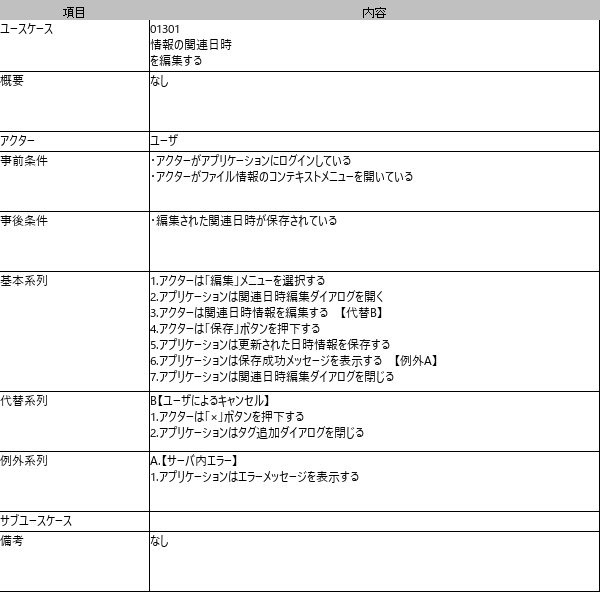 項目 内容
ユースケース 01301
情報の関連日時
を編集する
概要 なし
アクター ユーザ
事前条件 ・アクターがアプリケーションにログインしている
・アクターがファイル情報のコンテキストメニューを開いている
事後条件 ・編集された関連日時が保存されている
基本系列 1.アクターは「編集」メニューを選択する
2.アプリケーションは関連日時編集ダイアログを開く
3.アクターは関連日時情報を編集する 【代替B】
4.アクターは「保存」ボタンを押下する
5.アプリケーションは更新された日時情報を保存する
6.アプリケーションは保存成功メッセージを表示する 【例外A】
7.アプリケーションは関連日時編集ダイアログを閉じる
代替系列 B【ユーザによるキャンセル】
1.アクターは「×」ボタンを押下する
2.アプリケーションはタグ追加ダイアログを閉じる
例外系列 A.【サーバ内エラー】
1.アプリケーションはエラーメッセージを表示する
サブユースケース
備考 なし